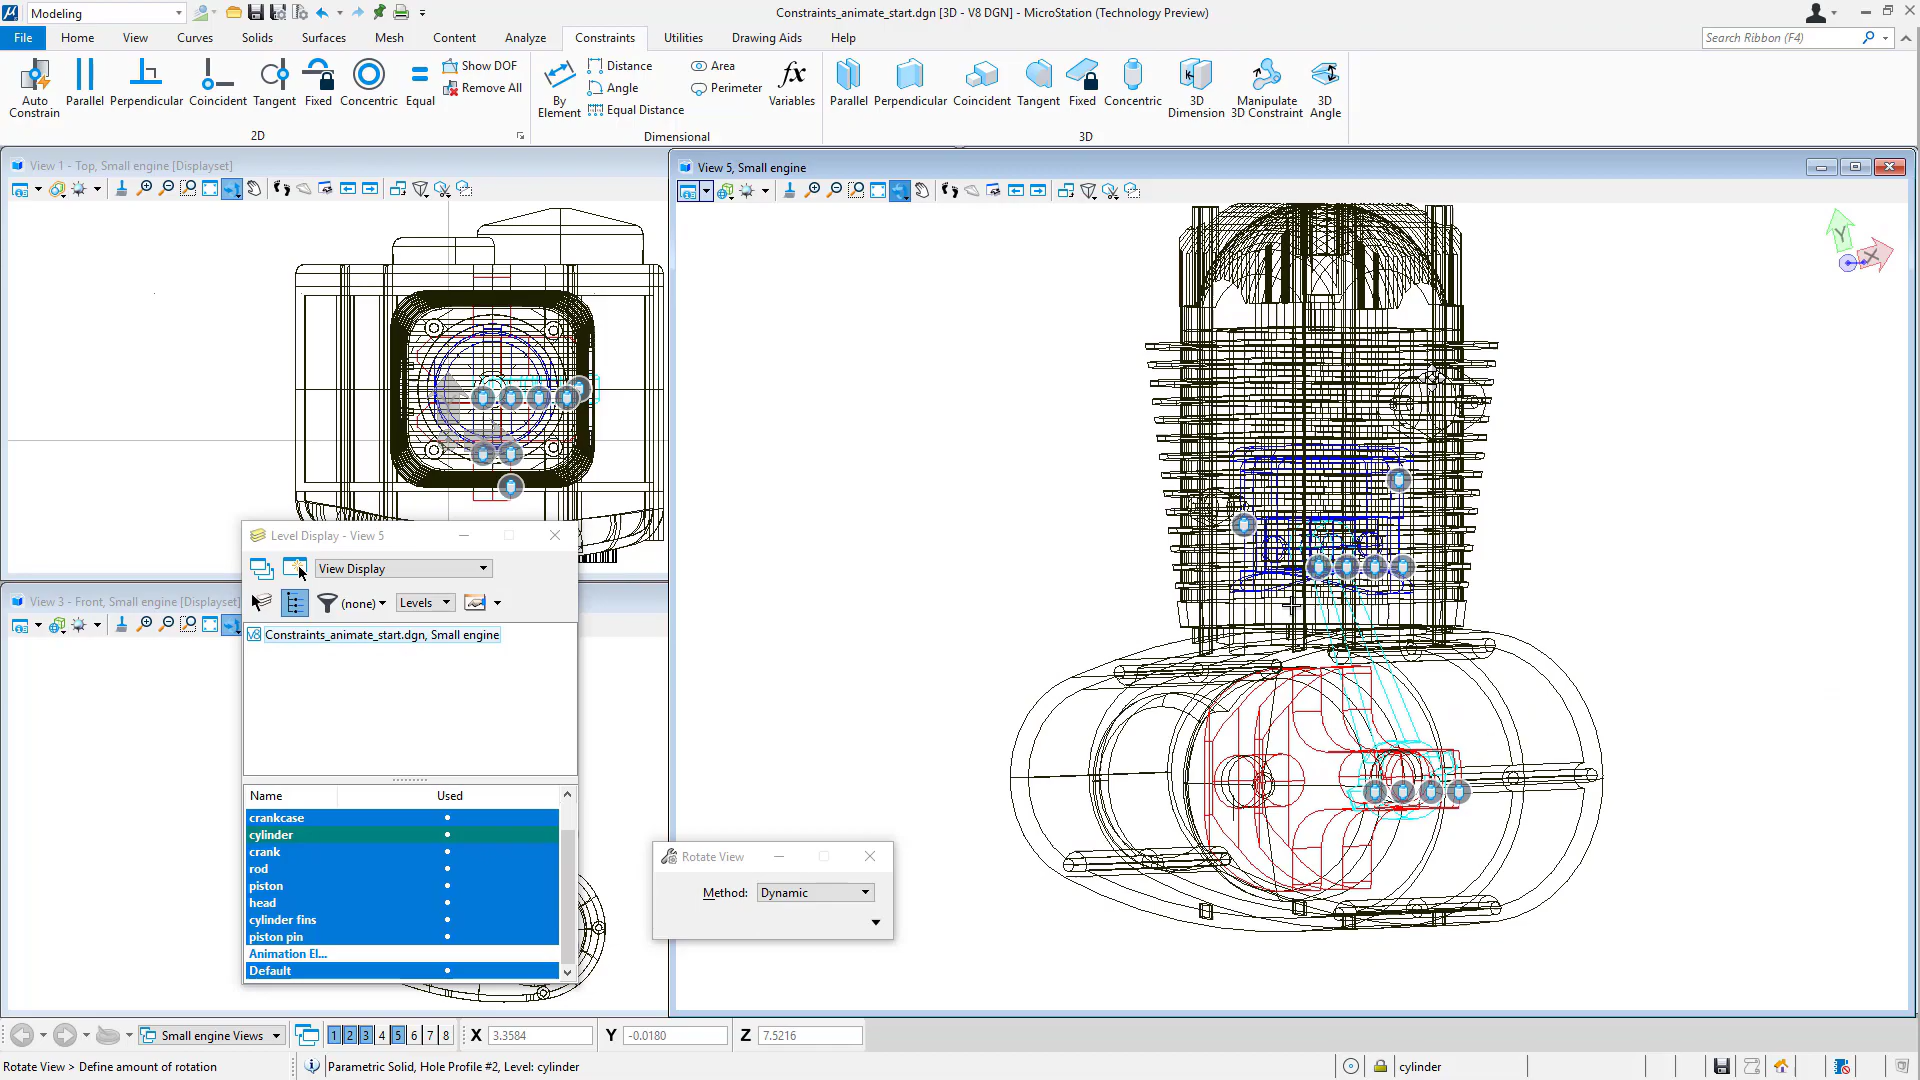 Modeling
Constraints_animate_start.dgn [3D - V8 DGN] - MicroStation (Technology Preview)
File Home View Curves Solids Surfaces Mesh Content Analyze Constraints Utilities Drawing Aids Help
Search Ribbon (F4)
Auto Constrain
Parallel
Perpendicular
Coincident
Tangent
Fixed
Concentric
Equal
Show DOF
Remove All
2D
By Element
Distance
Angle
Equal Distance
Area
Perimeter
fx
Variables
Dimensional
Parallel
Perpendicular
Coincident
Tangent
Fixed
Concentric
3D Dimension
Manipulate 3D Constraint
3D Angle
3D
View 1 - Top, Small engine [Displayset]
View 5, Small engine
Y
X
View 3 - Front, Small engine [Displayset]
Level Display - View 5
View Display
(none)
Levels
V8 Constraints_animate_start.dgn, Small engine
Name Used
crankcase
cylinder
crank
rod
piston
head
cylinder fins
piston pin
Animation El...
Default
Rotate View
Method: Dynamic
Small engine Views
1 2 3 4 5 6 7 8
X 3.3584
Y -0.0180
Z 7.5216
Rotate View > Define amount of rotation
Parametric Solid, Hole Profile #2, Level: cylinder
cylinder